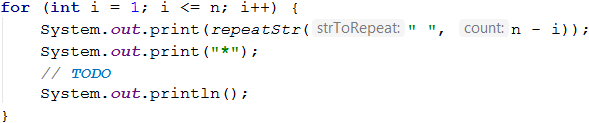 for (int i = 1; i <= n; i++) {
    System.out.print(repeatStr( strToRepeat: " ", count: n - i));
    System.out.print("*");
    // TODO
    System.out.println();
}